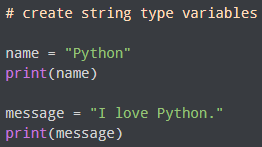 # create string type variables
name = "Python"
print(name)
message = "I love Python."
print(message)